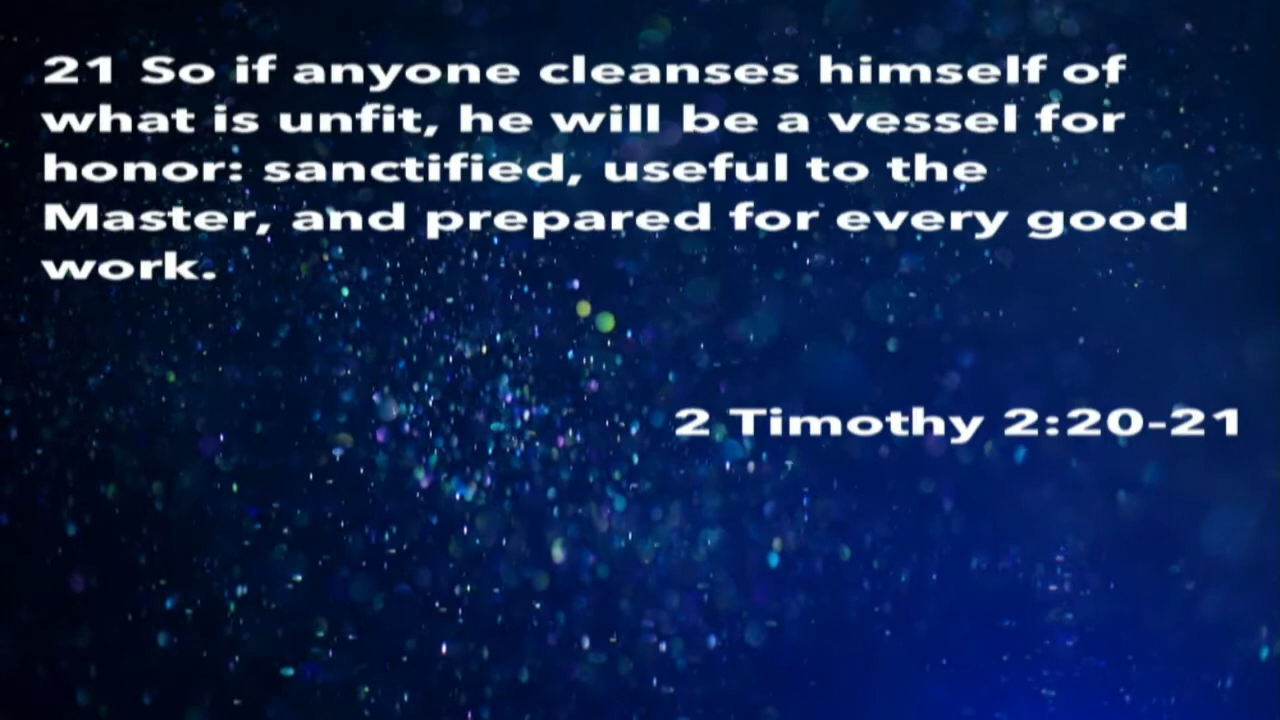 21 So if anyone cleanses himself of
what is unfit, he will be a vessel for
honor: sanctified, useful to the
Master, and prepared for every good
work.
2 Timothy 2:20-21